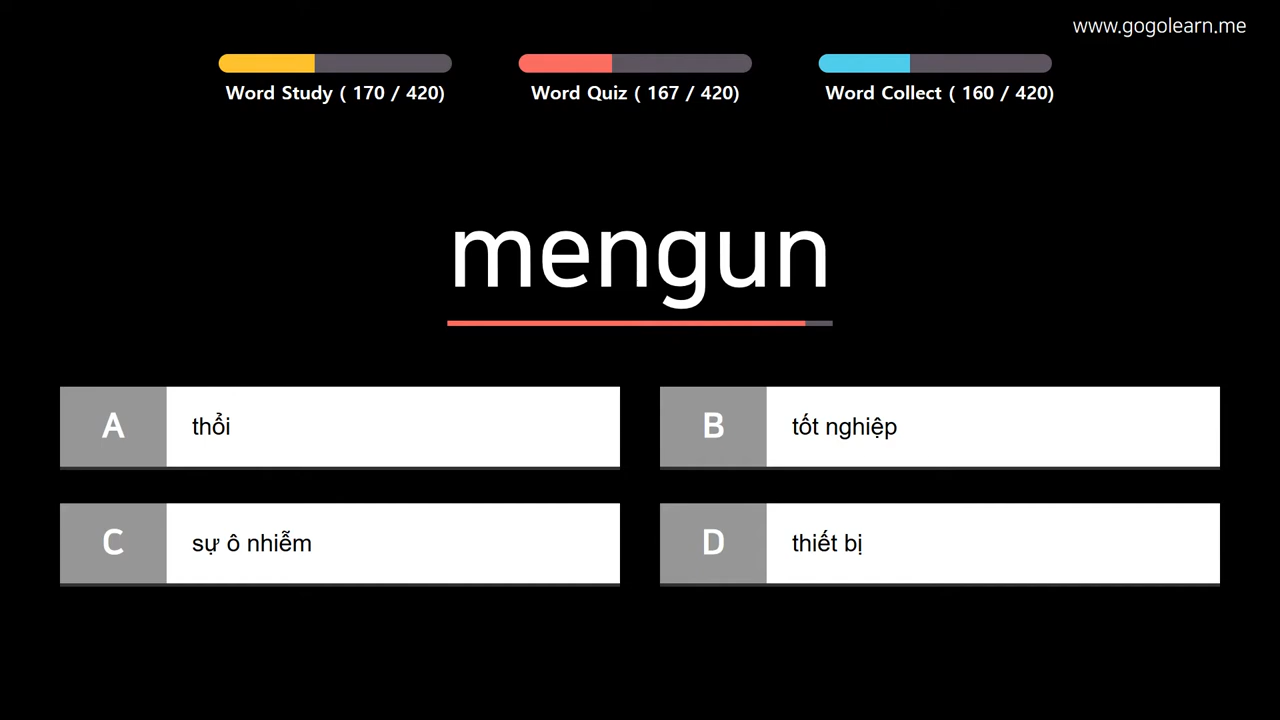 www.gogolearn.me
Word Study ( 170 / 420)
Word Quiz ( 167 / 420)
Word Collect ( 160 / 420)
mengun
A thổi
B tốt nghiệp
C sự ô nhiễm
D thiết bị